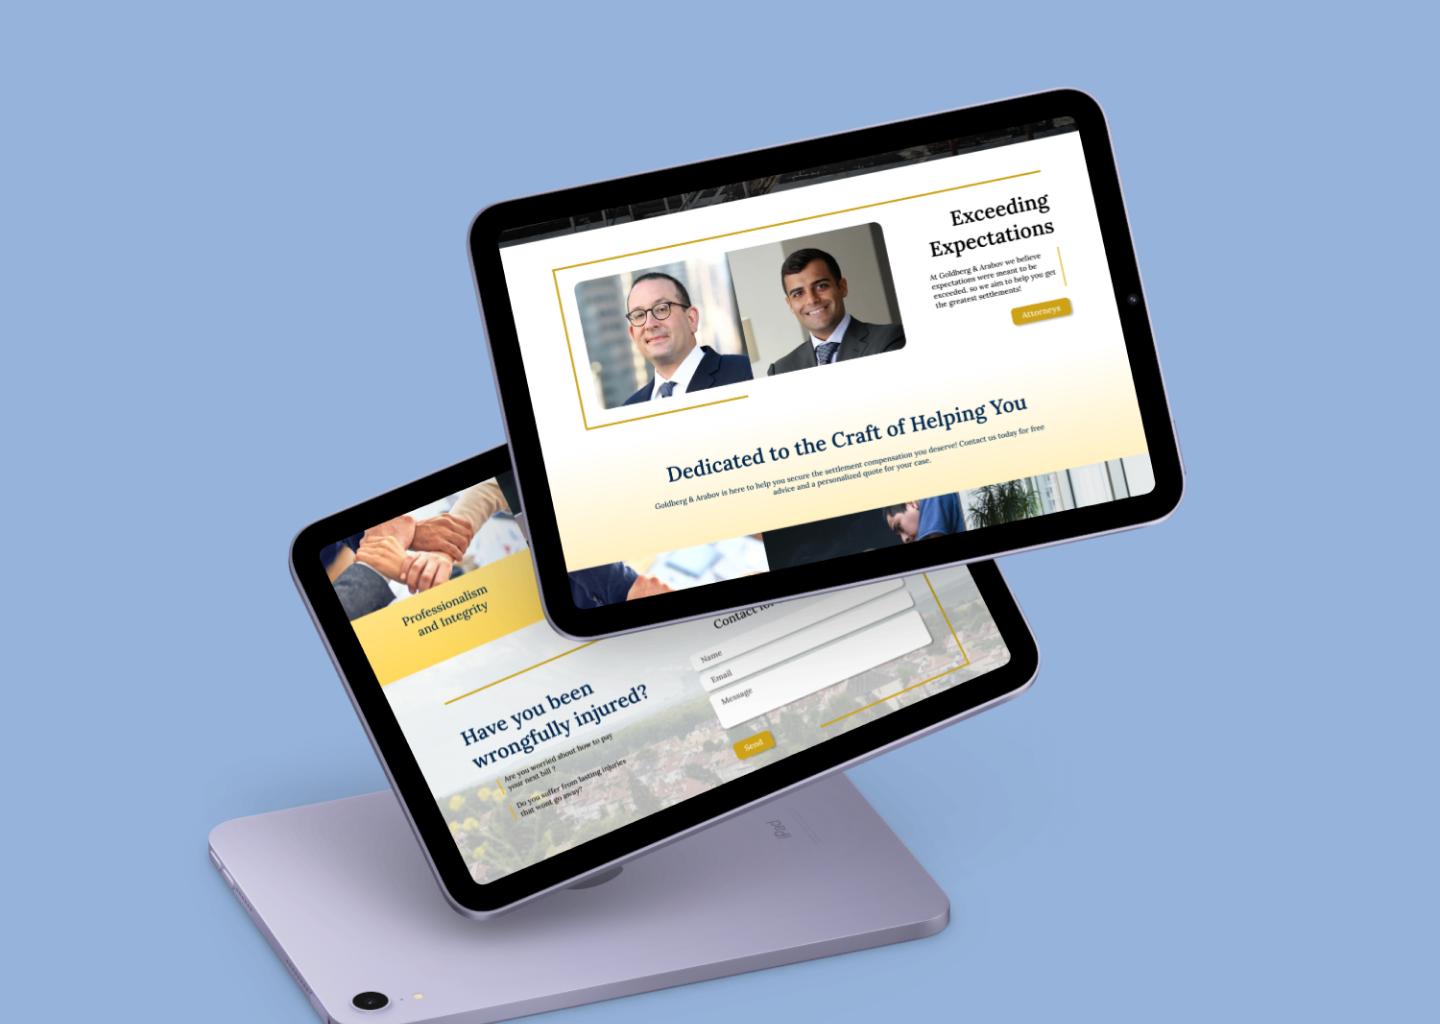 Exceeding
Expectations
At Goldberg & Arabov we believe
expectations were meant to be
exceeded. so we aim to help you get
the greatest settlements!
Attorneys
Dedicated to the Craft of Helping You
Goldberg & Arabov is here to help you secure the settlement compensation you deserve! Contact us today for free
advice and a personalized quote for your case.
Professionalism
and Integrity
Contact
Name
Email
Message
Send
Have you been
wrongfully injured?
Are you worried about how to pay
your next bill ?
Do you suffer from lasting injuries
that wont go away?
iPad